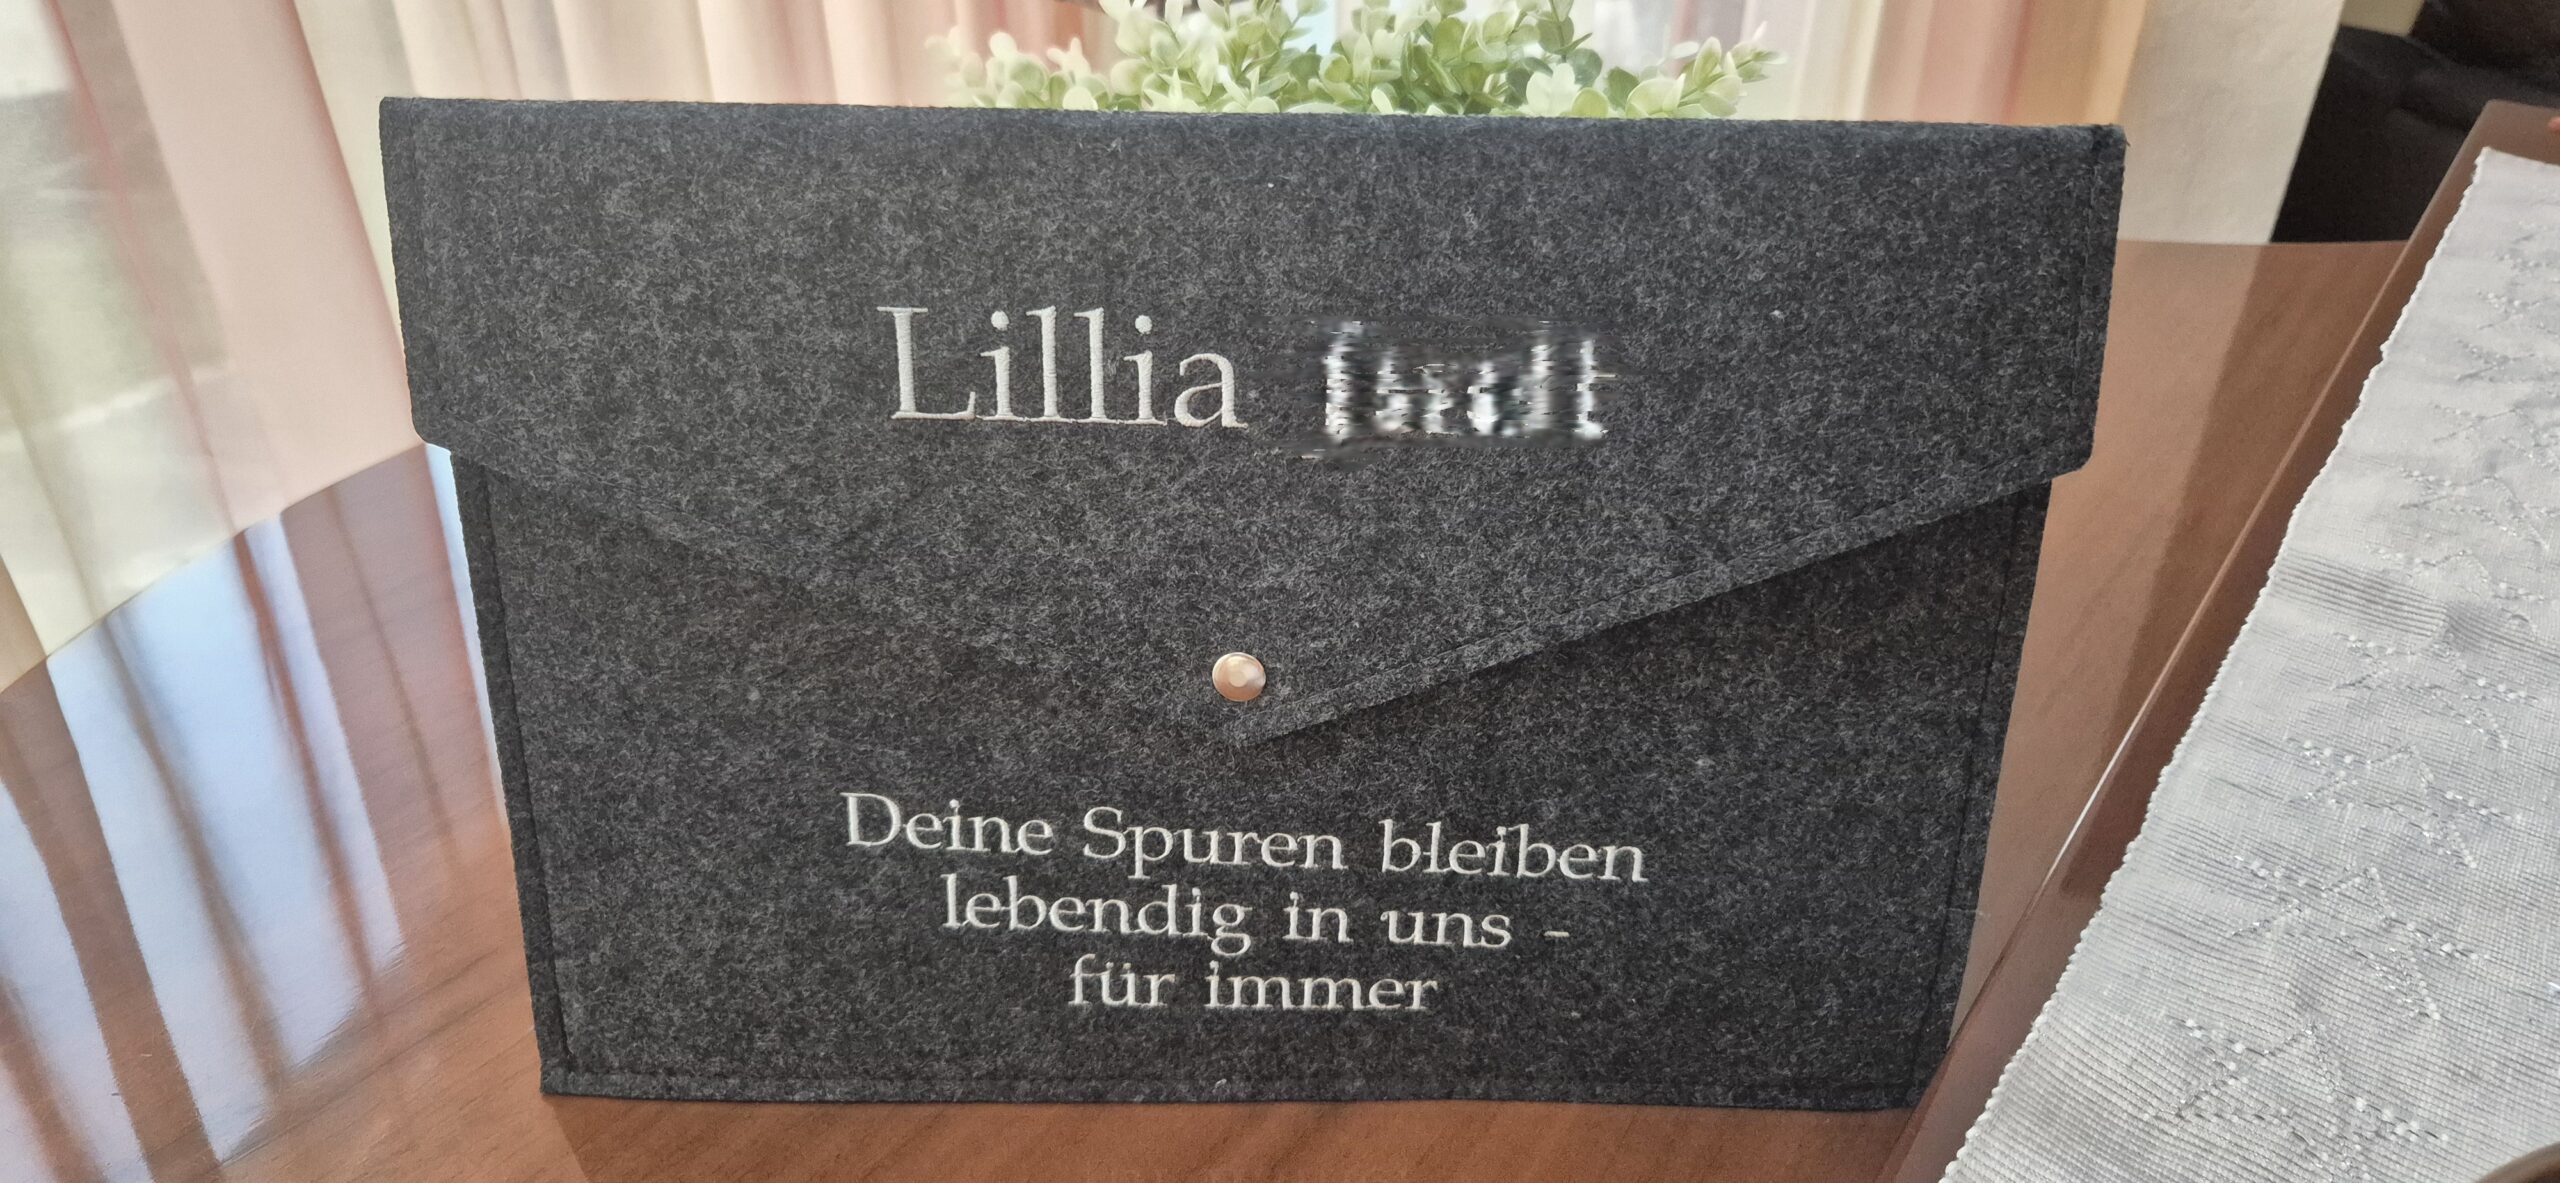 Lillia
Deine Spuren bleiben
lebendig in uns -
für immer